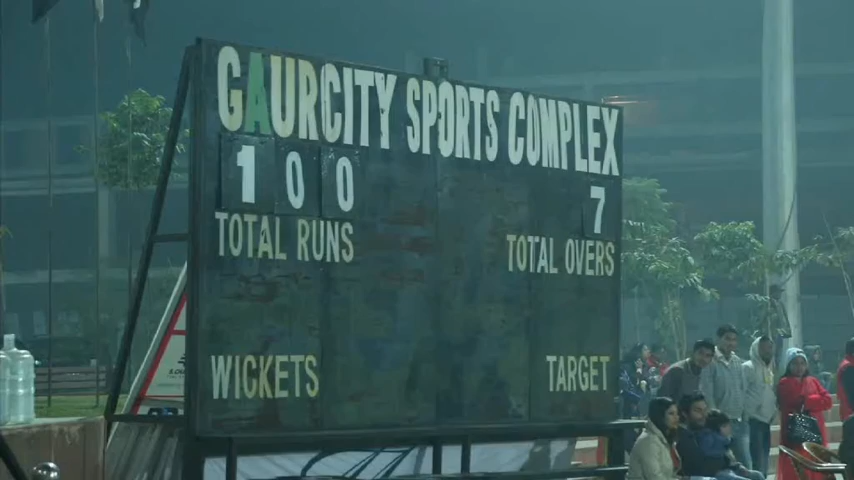 GAURCITY SPORTS COMPLEX
100 7
TOTAL RUNS TOTAL OVERS
WICKETS TARGET